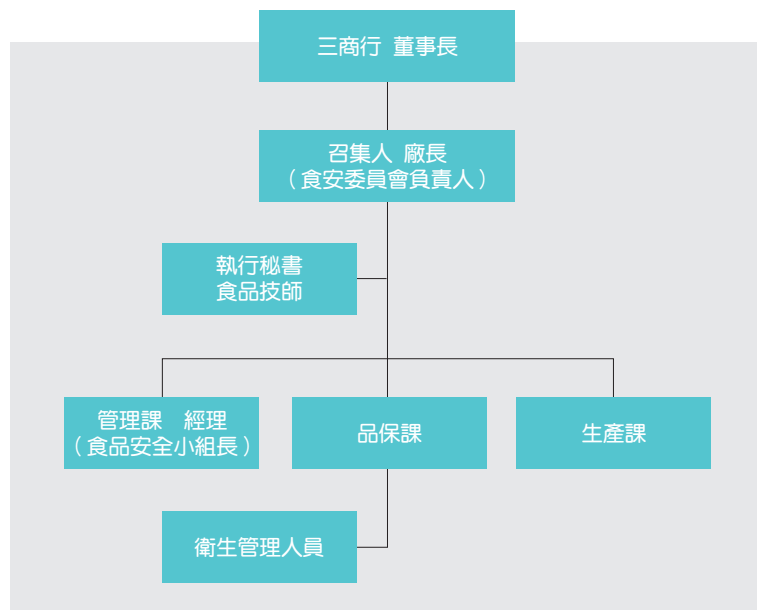 三商行 董事長
召集人 廠長
（食安委員會負責人）
執行秘書
食品技師
管理課　經理
（食品安全小組長）
品保課
生產課
衛生管理人員